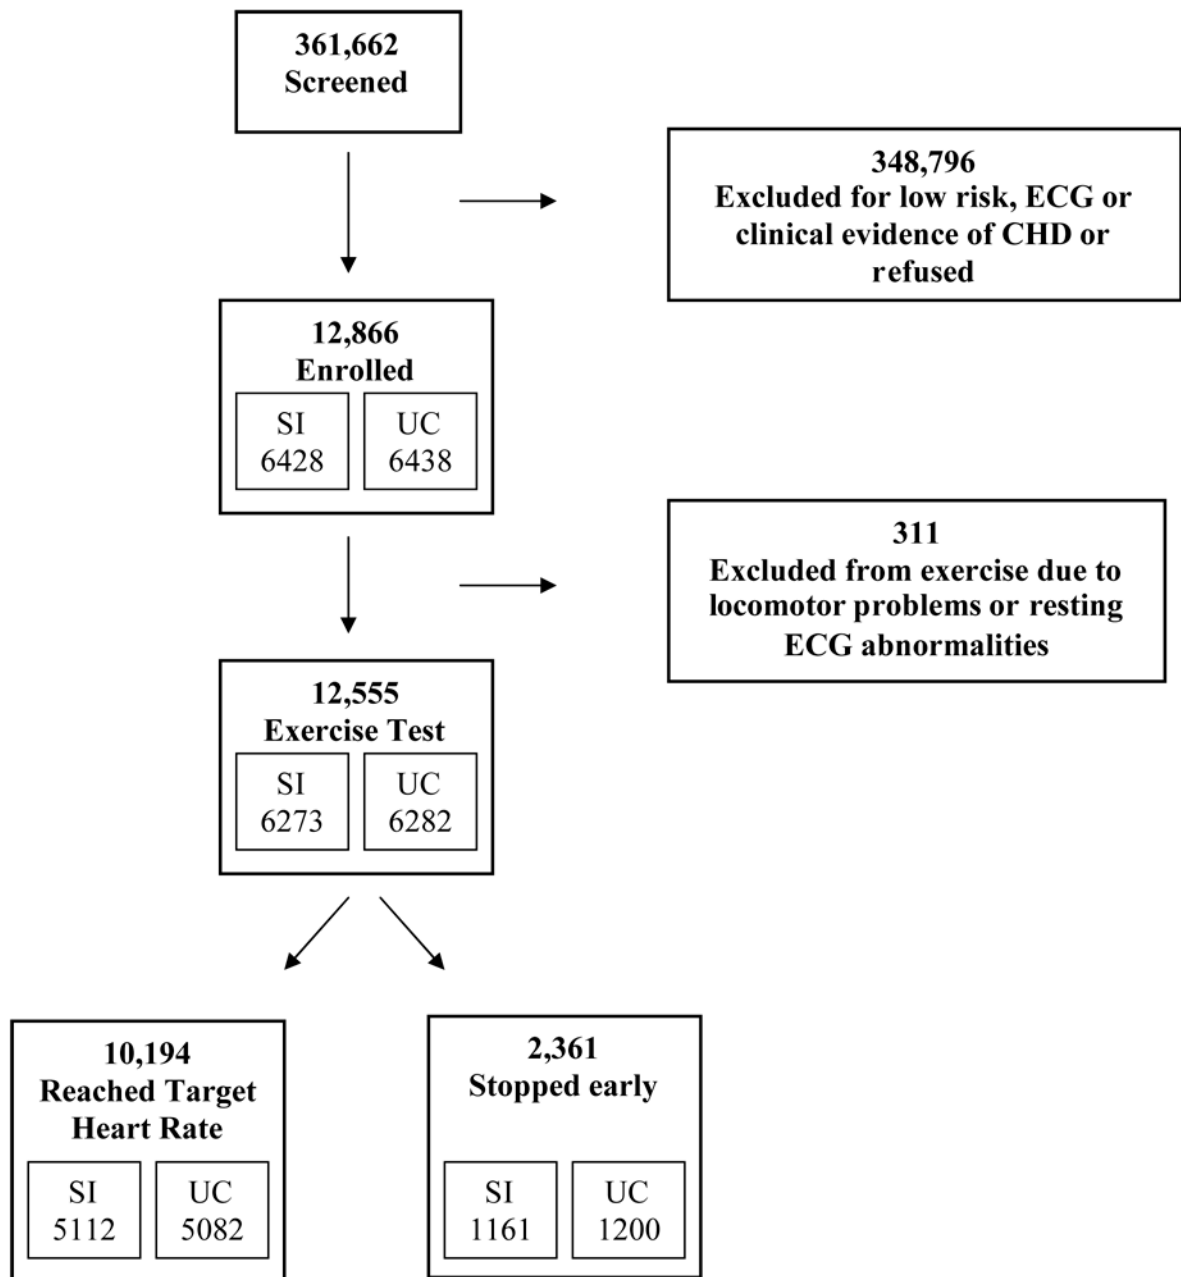 361,662
Screened
348,796
Excluded for low risk, ECG or
clinical evidence of CHD or
refused
12,866
Enrolled
SI
6428
UC
6438
311
Excluded from exercise due to
locomotor problems or resting
ECG abnormalities
12,555
Exercise Test
SI
6273
UC
6282
10,194
Reached Target
Heart Rate
SI
5112
UC
5082
2,361
Stopped early
SI
1161
UC
1200